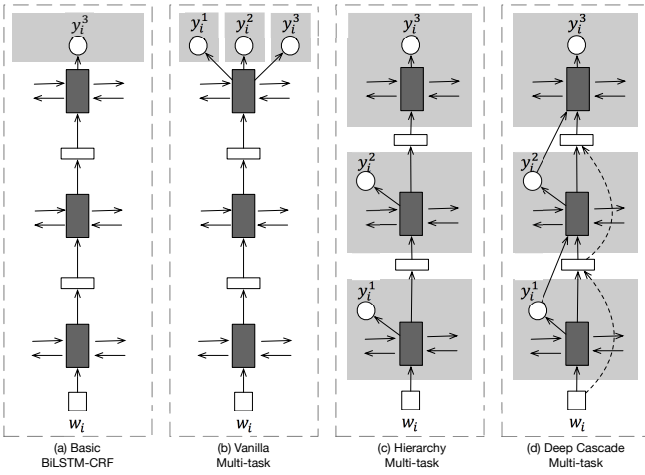 y_i^3
y_i^1 y_i^2 y_i^3
y_i^3
y_i^3
y_i^2
y_i^2
y_i^1
y_i^1
w_i
w_i
w_i
w_i
(a) Basic
BiLSTM-CRF
(b) Vanilla
Multi-task
(c) Hierarchy
Multi-task
(d) Deep Cascade
Multi-task